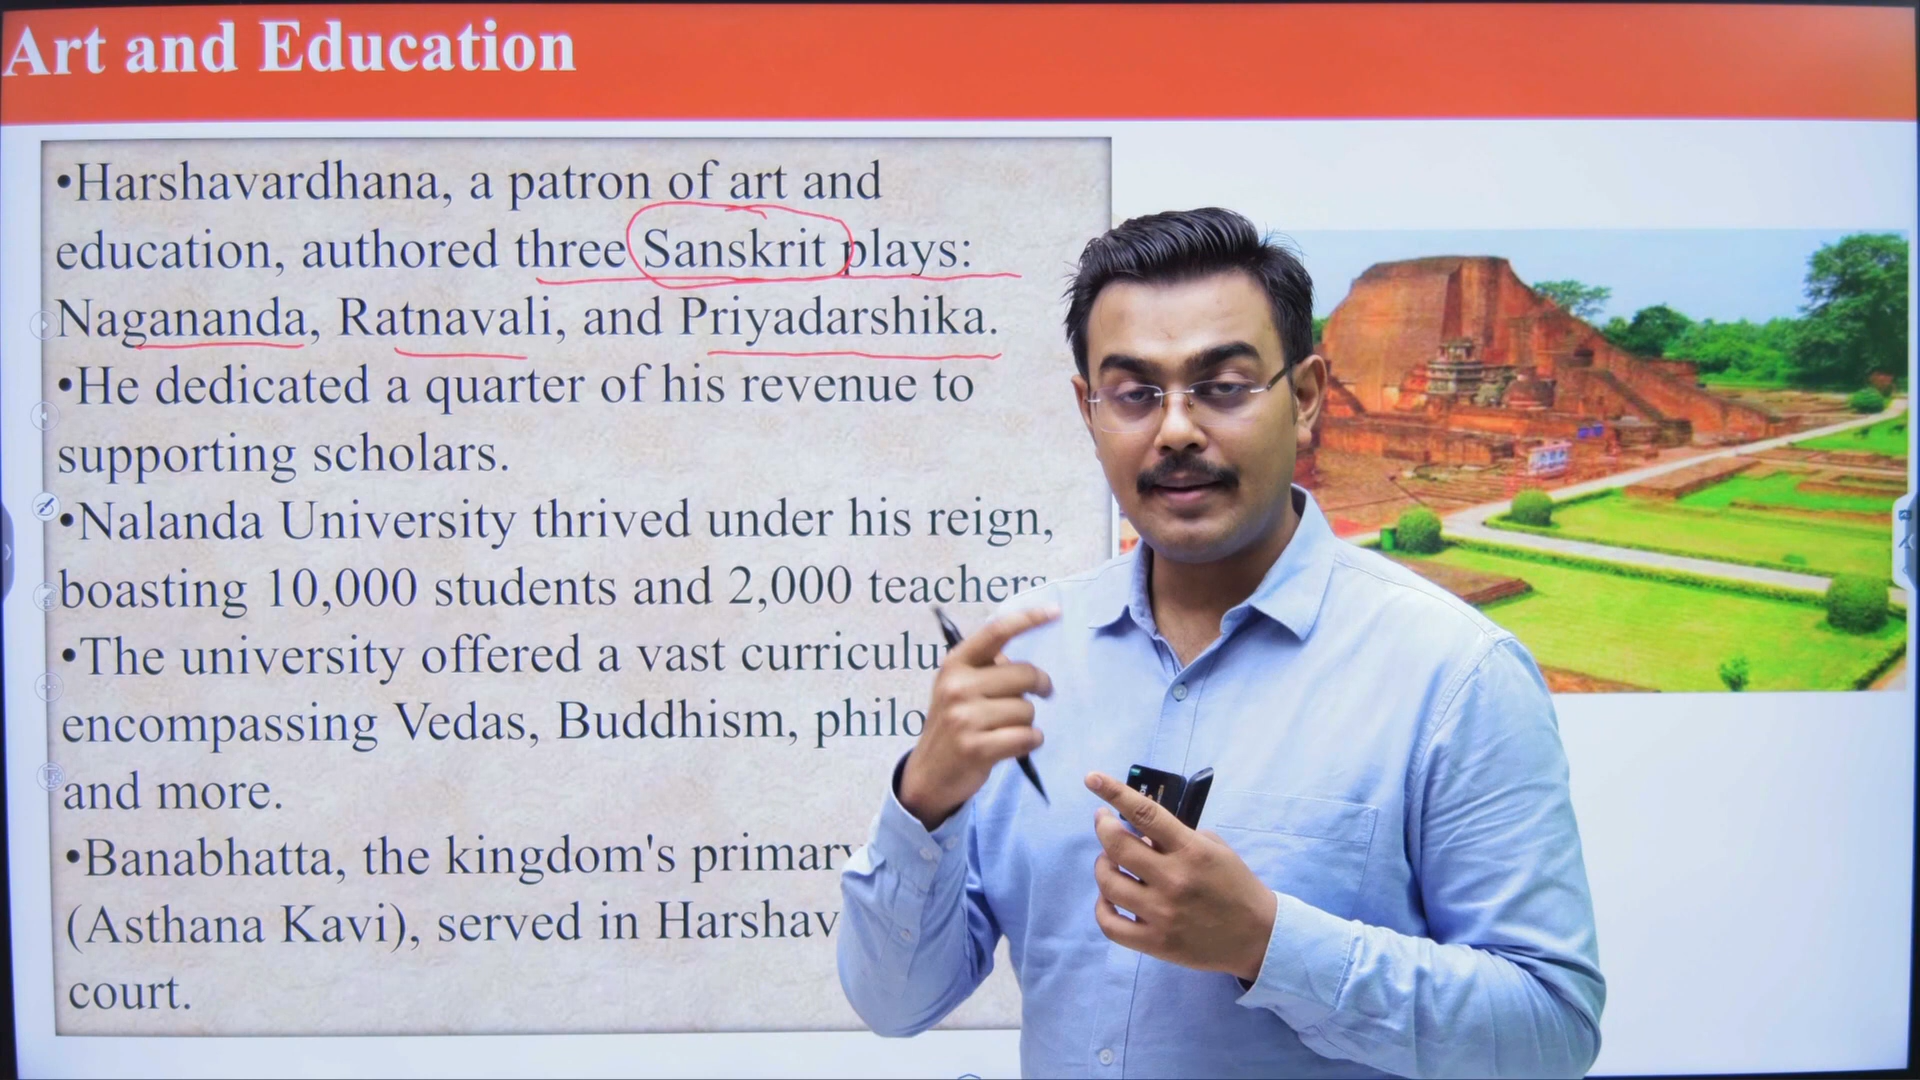 Art and Education
•Harshavardhana, a patron of art and
education, authored three Sanskrit plays:
Nagananda, Ratnavali, and Priyadarshika.
•He dedicated a quarter of his revenue to
supporting scholars.
•Nalanda University thrived under his reign,
boasting 10,000 students and 2,000 teachers
•The university offered a vast
encompassing Vedas, Buddhism,
and more.
•Banabhatta, the kingdom's primary
(Asthana Kavi), served in
court.